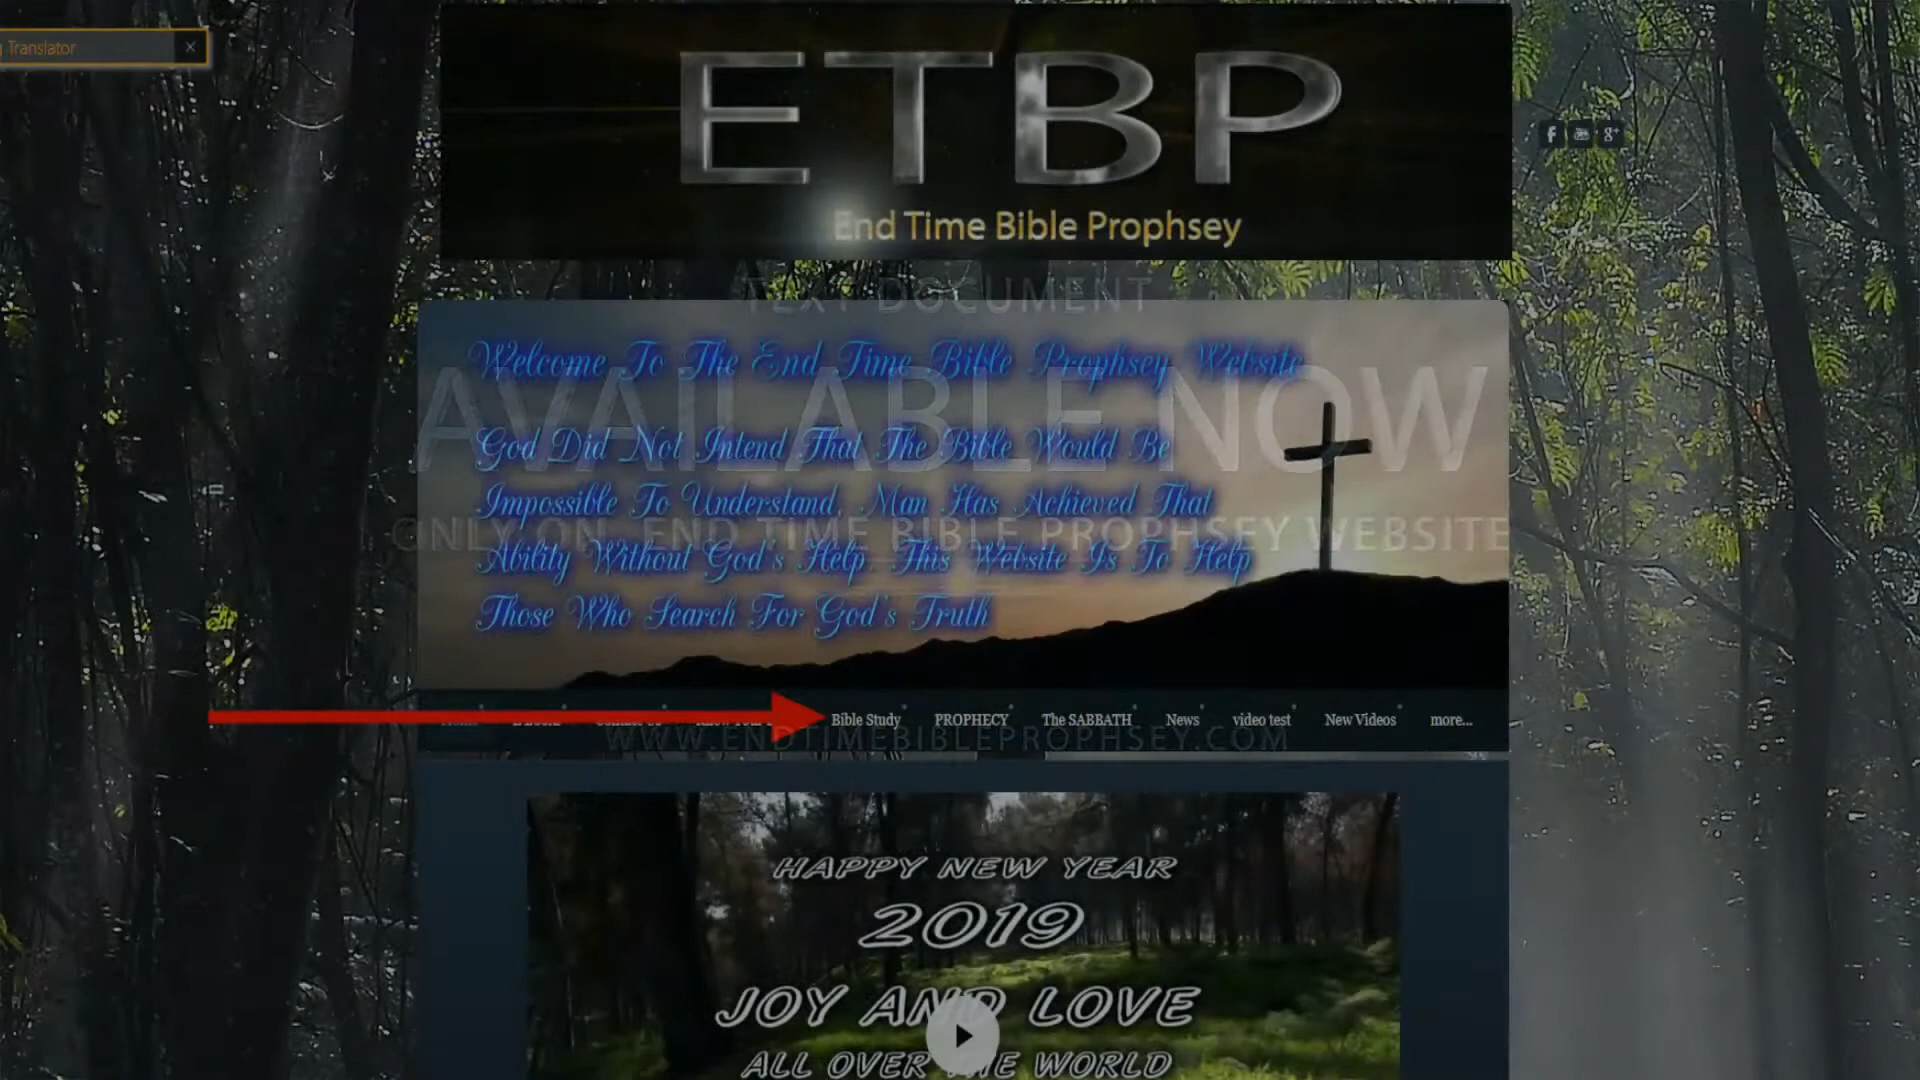 Translator
ETBP
End Time Bible Prophsey
TEXT DOCUMENT
Welcome To The End Time Bible Prophsey Website
AVAILABLE NOW
God Did Not Intend That The Bible Would Be
Impossible To Understand, Man Has Achieved That
ONLY ON END TIME BIBLE PROPHSEY WEBSITE
Ability Without God's Help. This Website Is To Help
Those Who Search For God's Truth
Bible Study PROPHECY The SABBATH News video test New Videos more...
WWW.ENDTIMEBIBLEPROPHSEY.COM
HAPPY NEW YEAR
2019
JOY AND LOVE
ALL OVER THE WORLD